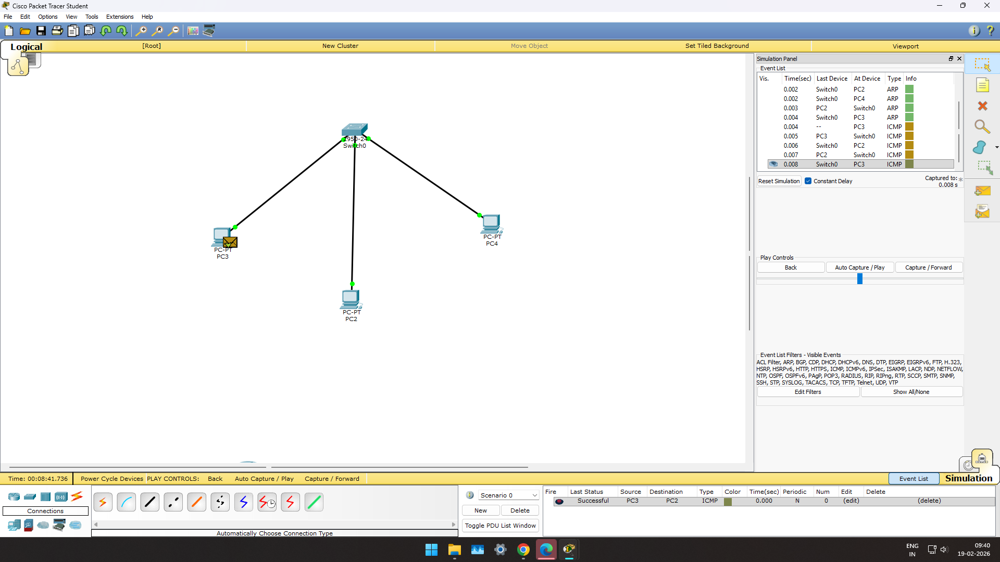 Cisco Packet Tracer Student
File Edit Options View Tools Extensions Help
Logical [Root] New Cluster Move Object Set Tiled Background Viewport
2950-24
Switch0
PC-PT
PC3
PC-PT
PC2
PC-PT
PC4
Simulation Panel
Event List
Vis. Time(sec) Last Device At Device Type Info
0.002 Switch0 PC2 ARP
0.002 Switch0 PC4 ARP
0.003 PC2 Switch0 ARP
0.004 Switch0 PC3 ARP
0.004 -- PC3 ICMP
0.005 PC3 Switch0 ICMP
0.006 Switch0 PC2 ICMP
0.007 PC2 Switch0 ICMP
0.008 Switch0 PC3 ICMP
Reset Simulation Constant Delay Captured to: *
0.008 s
Play Controls
Back Auto Capture / Play Capture / Forward
Event List Filters - Visible Events
ACL Filter, ARP, BGP, CDP, DHCP, DHCPv6, DNS, DTP, EIGRP, EIGRPv6, FTP, H.323,
HSRP, HSRPv6, HTTP, HTTPS, ICMP, ICMPv6, IPSec, ISAKMP, LACP, NDP, NETFLOW,
NTP, OSPF, OSPFv6, PAgP, POP3, RADIUS, RIP, RIPng, RTP, SCCP, SMTP, SNMP,
SSH, STP, SYSLOG, TACACS, TCP, TFTP, Telnet, UDP, VTP
Edit Filters Show All/None
Time: 00:08:41.736 Power Cycle Devices PLAY CONTROLS: Back Auto Capture / Play Capture / Forward Event List Simulation
Connections
Automatically Choose Connection Type
Scenario 0
New Delete
Toggle PDU List Window
Fire Last Status Source Destination Type Color Time(sec) Periodic Num Edit Delete
Successful PC3 PC2 ICMP 0.000 N 0 (edit) (delete)
ENG
IN
09:40
19-02-2026